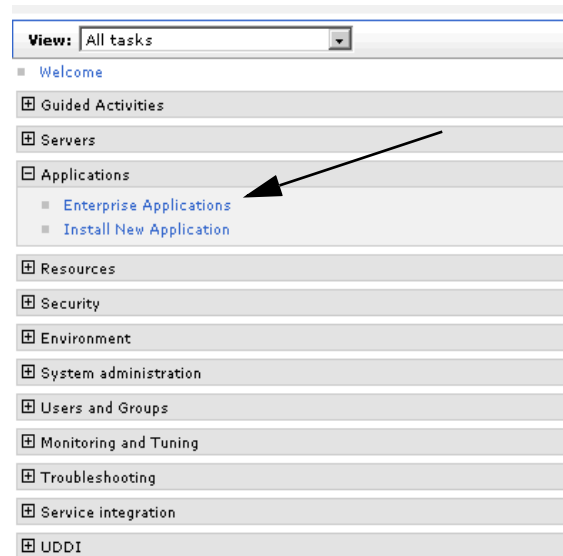 View: All tasks
Welcome
Guided Activities
Servers
Applications
Enterprise Applications
Install New Application
Resources
Security
Environment
System administration
Users and Groups
Monitoring and Tuning
Troubleshooting
Service integration
UDDI